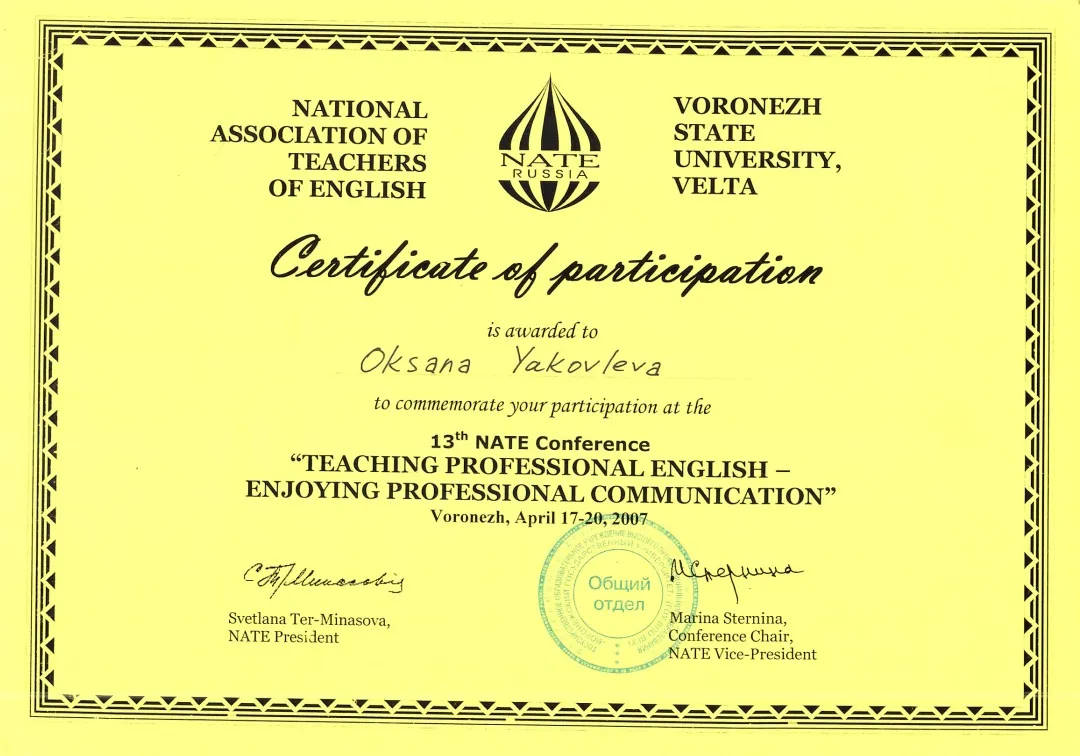 NATIONAL
ASSOCIATION OF
TEACHERS
OF ENGLISH
NATE
RUSSIA
VORONEZH
STATE
UNIVERSITY,
VELTA
Certificate of participation
is awarded to
Oksana Yakovleva
to commemorate your participation at the
13th NATE Conference
“TEACHING PROFESSIONAL ENGLISH –
ENJOYING PROFESSIONAL COMMUNICATION”
Voronezh, April 17-20, 2007
Общий
отдел
Svetlana Ter-Minasova,
NATE President
Marina Sternina,
Conference Chair,
NATE Vice-President